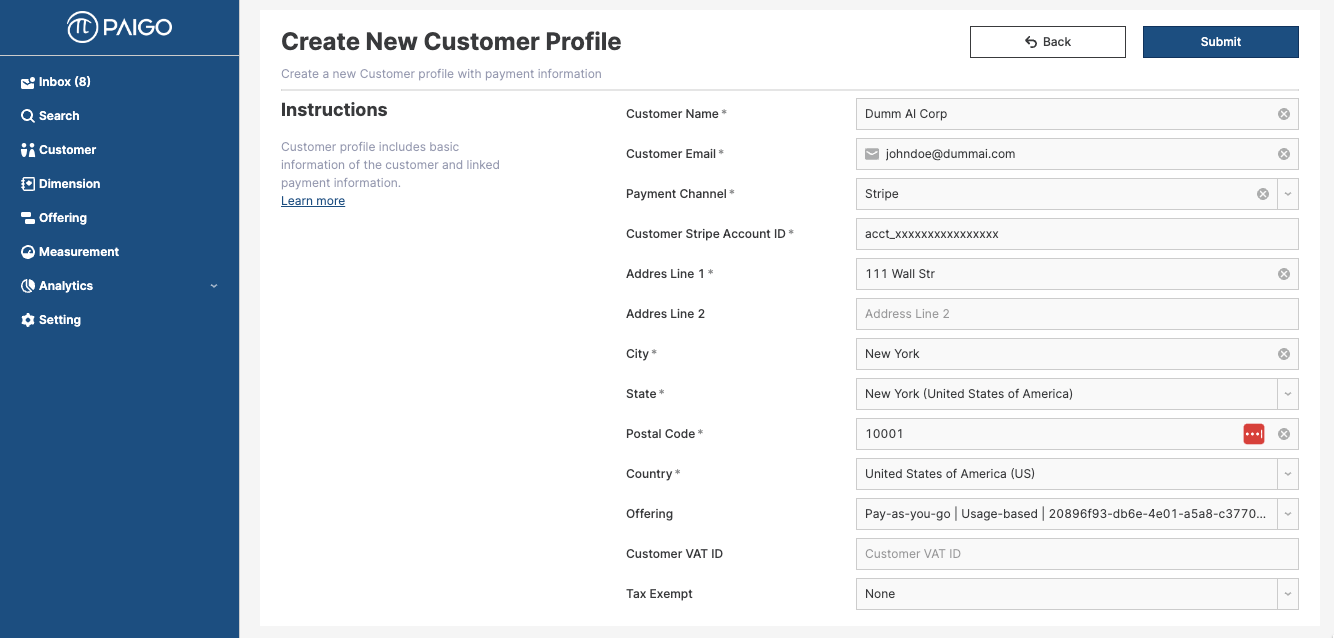 PAIGO
Inbox (8)
Search
Customer
Dimension
Offering
Measurement
Analytics
Setting
Create New Customer Profile
Back
Submit
Create a new Customer profile with payment information
Instructions
Customer profile includes basic
information of the customer and linked
payment information.
Learn more
Customer Name * Dumm AI Corp
Customer Email * johndoe@dummai.com
Payment Channel * Stripe
Customer Stripe Account ID * acct_xxxxxxxxxxxxxxxx
Addres Line 1 * 111 Wall Str
Addres Line 2 Address Line 2
City * New York
State * New York (United States of America)
Postal Code * 10001
Country * United States of America (US)
Offering Pay-as-you-go | Usage-based | 20896f93-db6e-4e01-a5a8-c3770...
Customer VAT ID Customer VAT ID
Tax Exempt None